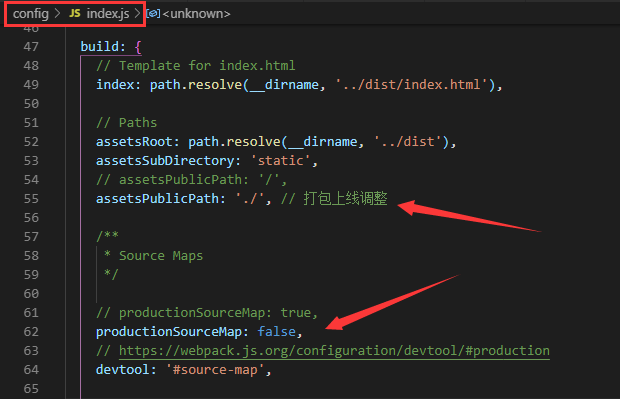 config > JS index.js > <unknown>
46
47 build: {
48 // Template for index.html
49 index: path.resolve(__dirname, '../dist/index.html'),
50
51 // Paths
52 assetsRoot: path.resolve(__dirname, '../dist'),
53 assetsSubDirectory: 'static',
54 // assetsPublicPath: '/',
55 assetsPublicPath: './', // 打包上线调整
56
57 /**
58 * Source Maps
59 */
60
61 // productionSourceMap: true,
62 productionSourceMap: false,
63 // https://webpack.js.org/configuration/devtool/#production
64 devtool: '#source-map',
65